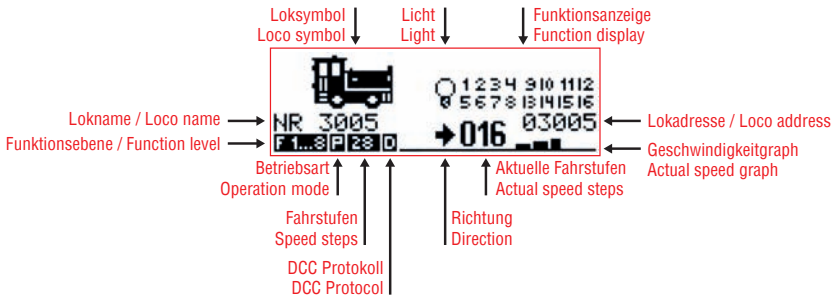 Loksymbol
Loco symbol
Licht
Light
Funktionsanzeige
Function display
1 2 3 4 9 10 11 12
5 6 7 8 13 14 15 16
Lokname / Loco name
NR 3005
03005
Lokadresse / Loco address
Funktionsebene / Function level
F1...8 P 28 D
016
Geschwindigkeitgraph
Actual speed graph
Betriebsart
Operation mode
Aktuelle Fahrstufen
Actual speed steps
Fahrstufen
Speed steps
Richtung
Direction
DCC Protokoll
DCC Protocol